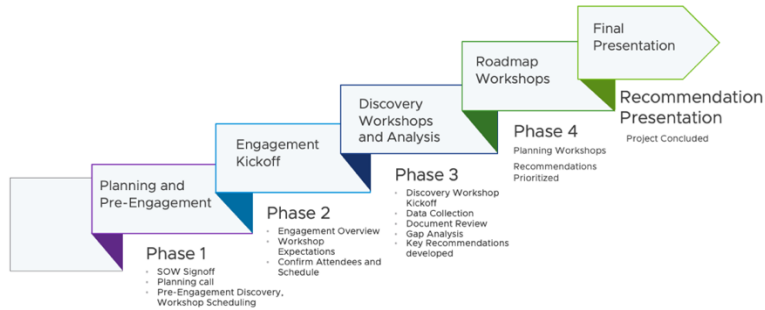 Planning and
Pre-Engagement
Phase 1
SOW Signoff
Planning call
Pre-Engagement Discovery,
Workshop Scheduling
Engagement
Kickoff
Phase 2
Engagement Overview
Workshop
Expectations
Confirm Attendees and
Schedule
Discovery
Workshops
and Analysis
Phase 3
Discovery Workshop
Kickoff
Data Collection
Document Review
Gap Analysis
Key Recommendations
developed
Roadmap
Workshops
Phase 4
Planning Workshops
Recommendations
Prioritized
Final
Presentation
Recommendation
Presentation
Project Concluded